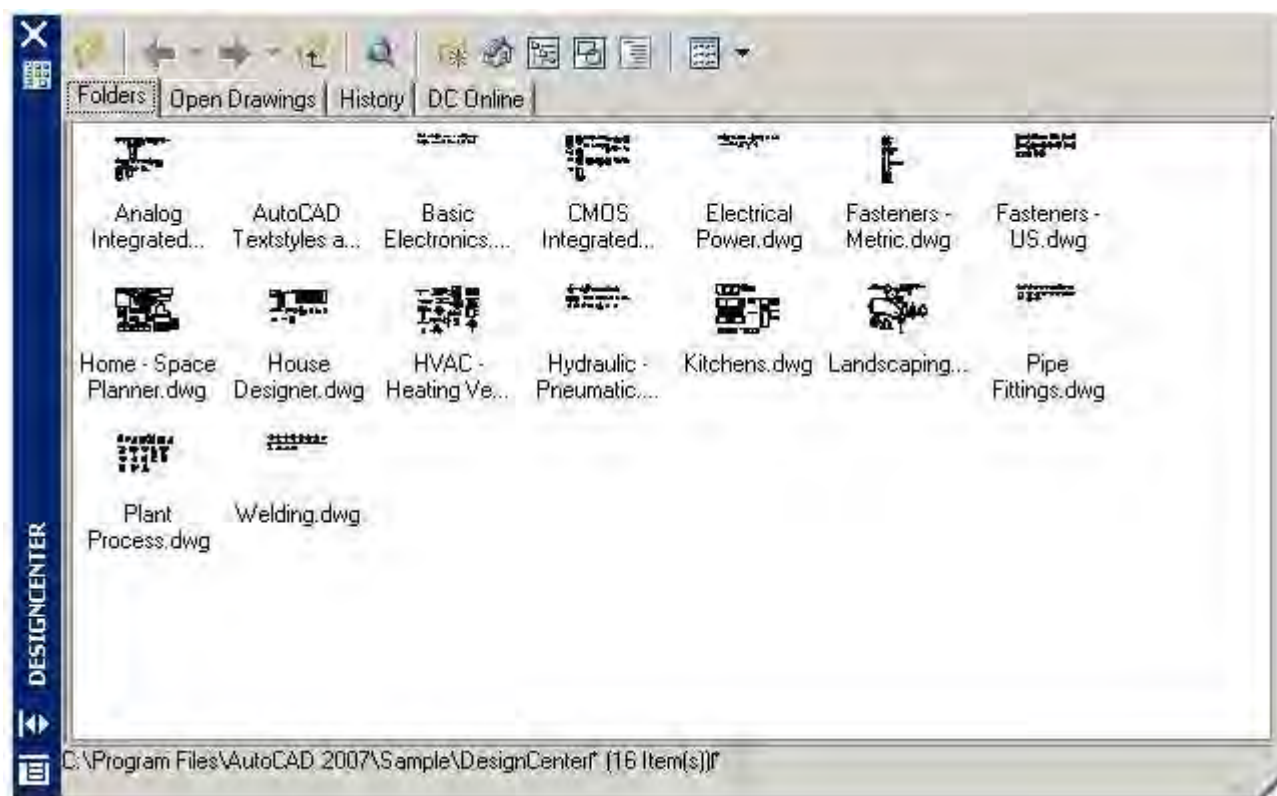 Folders Open Drawings History DC Online
Analog AutoCAD Basic CMOS Electrical Fasteners - Fasteners -
Integrated... Textstyles a... Electronics.... Integrated... Power.dwg Metric.dwg US.dwg
Home - Space House HVAC - Hydraulic - Kitchens.dwg Landscaping... Pipe
Planner.dwg Designer.dwg Heating Ve... Pneumatic.... Fittings.dwg
Plant Welding.dwg
Process.dwg
DESIGNCENTER
C:\Program Files\AutoCAD 2007\Sample\DesignCenter (16 Item(s))